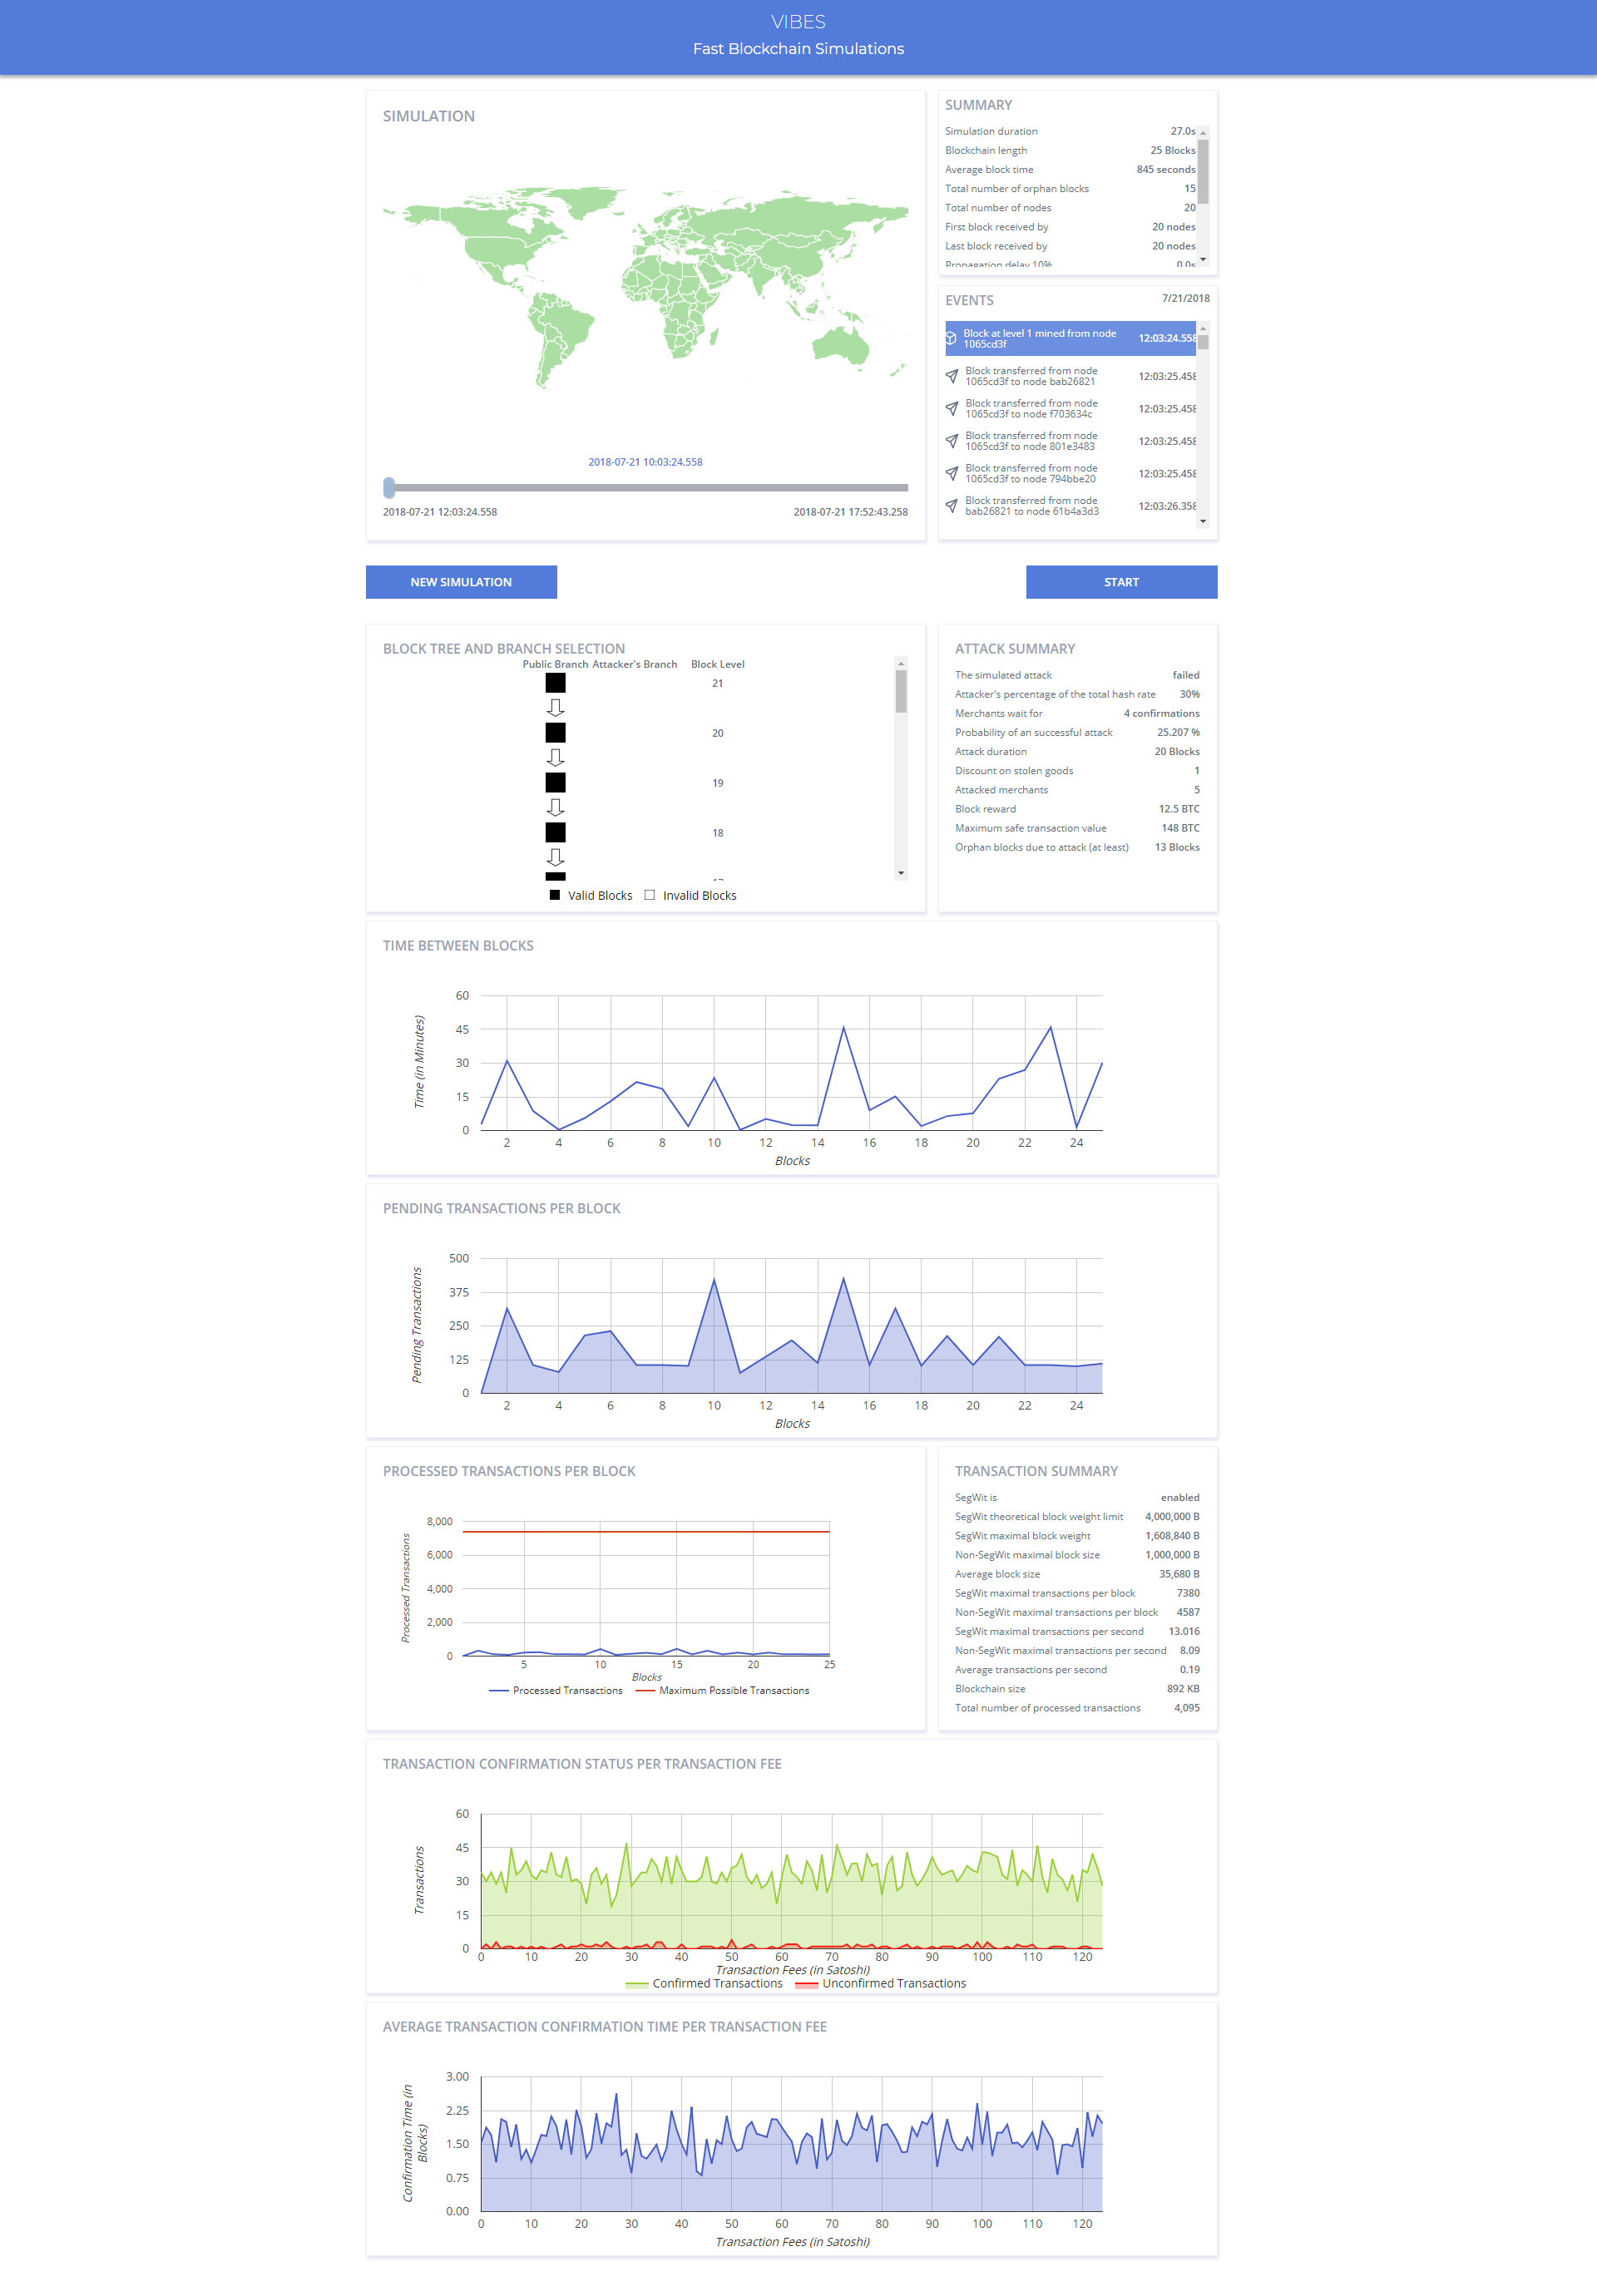 VIBES
Fast Blockchain Simulations
SIMULATION
2018-07-21 10:03:24.558
2018-07-21 12:03:24.558 2018-07-21 17:52:43.258
SUMMARY
Simulation duration 27.0s
Blockchain length 25 Blocks
Average block time 845 seconds
Total number of orphan blocks 15
Total number of nodes 20
First block received by 20 nodes
Last block received by 20 nodes
Propagation delay 10% 0.0s
EVENTS 7/21/2018
Block at level 1 mined from node
1065cd3f 12:03:24.558
Block transferred from node
1065cd3f to node bab26821 12:03:25.458
Block transferred from node
1065cd3f to node f703634c 12:03:25.458
Block transferred from node
1065cd3f to node 801e3483 12:03:25.458
Block transferred from node
1065cd3f to node 794bbe20 12:03:25.458
Block transferred from node
bab26821 to node 61b4a3d3 12:03:26.358
NEW SIMULATION START
BLOCK TREE AND BRANCH SELECTION
Public Branch Attacker's Branch Block Level
21
20
19
18
Valid Blocks Invalid Blocks
ATTACK SUMMARY
The simulated attack failed
Attacker's percentage of the total hash rate 30%
Merchants wait for 4 confirmations
Probability of an successful attack 25.207 %
Attack duration 20 Blocks
Discount on stolen goods 1
Attacked merchants 5
Block reward 12.5 BTC
Maximum safe transaction value 148 BTC
Orphan blocks due to attack (at least) 13 Blocks
TIME BETWEEN BLOCKS
Time (in Minutes)
60
45
30
15
0
2 4 6 8 10 12 14 16 18 20 22 24
Blocks
PENDING TRANSACTIONS PER BLOCK
Pending Transactions
500
375
250
125
0
2 4 6 8 10 12 14 16 18 20 22 24
Blocks
PROCESSED TRANSACTIONS PER BLOCK
Processed Transactions
8,000
6,000
4,000
2,000
0
5 10 15 20 25
Blocks
Processed Transactions Maximum Possible Transactions
TRANSACTION SUMMARY
SegWit is enabled
SegWit theoretical block weight limit 4,000,000 B
SegWit maximal block weight 1,608,840 B
Non-SegWit maximal block size 1,000,000 B
Average block size 35,680 B
SegWit maximal transactions per block 7380
Non-SegWit maximal transactions per block 4587
SegWit maximal transactions per second 13.016
Non-SegWit maximal transactions per second 8.09
Average transactions per second 0.19
Blockchain size 892 KB
Total number of processed transactions 4,095
TRANSACTION CONFIRMATION STATUS PER TRANSACTION FEE
Transactions
60
45
30
15
0
0 10 20 30 40 50 60 70 80 90 100 110 120
Transaction Fees (in Satoshi)
Confirmed Transactions Unconfirmed Transactions
AVERAGE TRANSACTION CONFIRMATION TIME PER TRANSACTION FEE
Confirmation Time (in
Blocks)
3.00
2.25
1.50
0.75
0.00
0 10 20 30 40 50 60 70 80 90 100 110 120
Transaction Fees (in Satoshi)